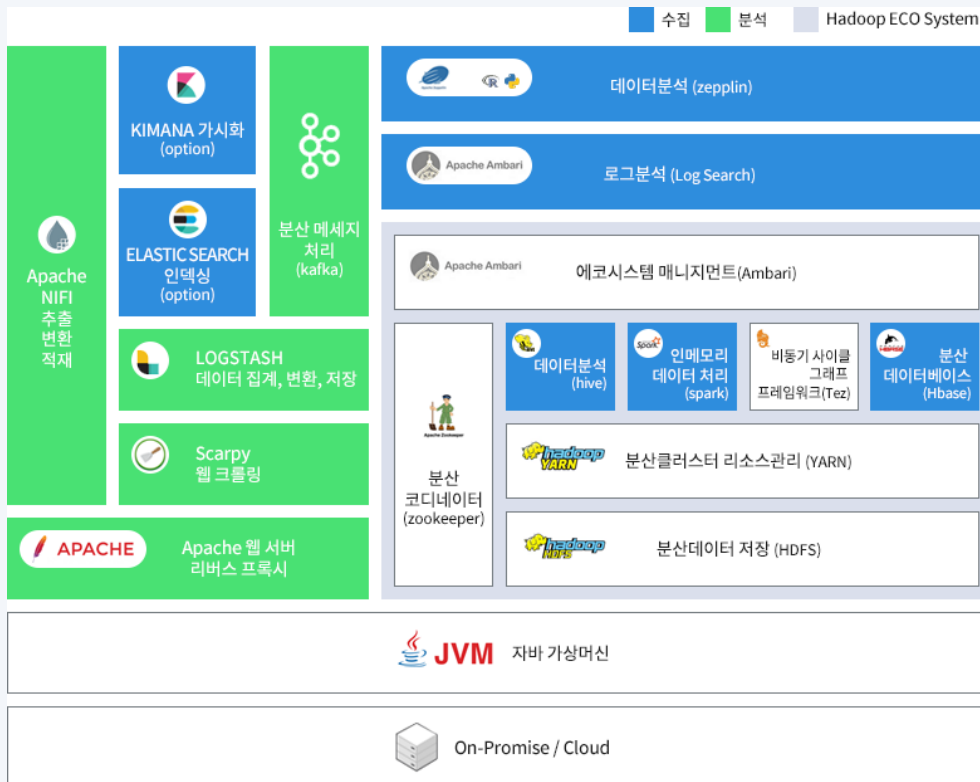 수집 분석 Hadoop ECO System
Apache
NIFI
추출
변환
적재
KIMANA 가시화
(option)
ELASTIC SEARCH
인덱싱
(option)
분산 메세지
처리
(kafka)
LOGSTASH
데이터 집계, 변환, 저장
Scarpy
웹 크롤링
APACHE
Apache 웹 서버
리버스 프록시
데이터분석 (zepplin)
Apache Ambari
로그분석 (Log Search)
Apache Ambari
에코시스템 매니지먼트(Ambari)
Apache Zookeeper
분산
코디네이터
(zookeeper)
데이터분석
(hive)
Spark
인메모리
데이터 처리
(spark)
비동기 사이클
그래프
프레임워크(Tez)
분산
데이터베이스
(Hbase)
hadoop
YARN
분산클러스터 리소스관리 (YARN)
hadoop
HDFS
분산데이터 저장 (HDFS)
JVM 자바 가상머신
On-Promise / Cloud